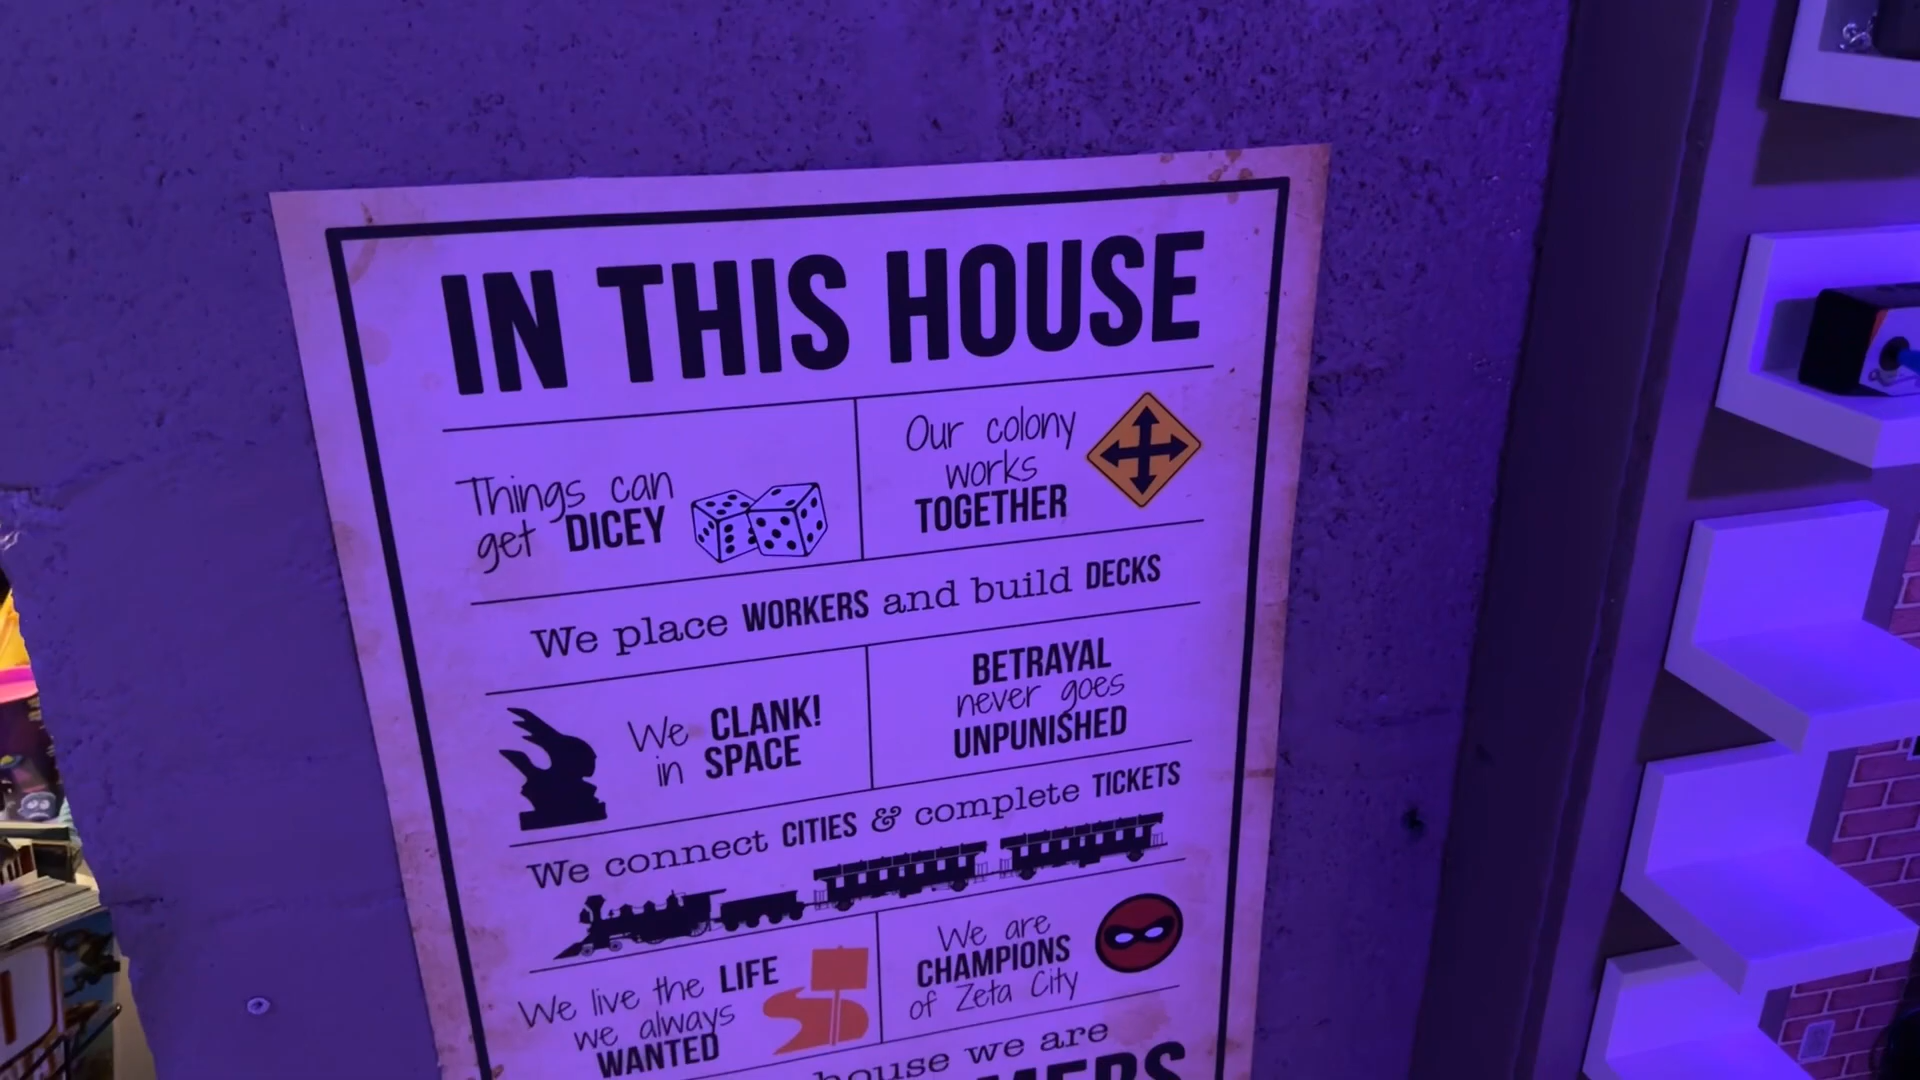 IN THIS HOUSE
Things can
get DICEY
Our colony
works
TOGETHER
We place WORKERS and build DECKS
We CLANK!
in SPACE
BETRAYAL
never goes
UNPUNISHED
We connect CITIES & complete TICKETS
We live the LIFE
we always
WANTED
We are
CHAMPIONS
of Zeta City
house we are